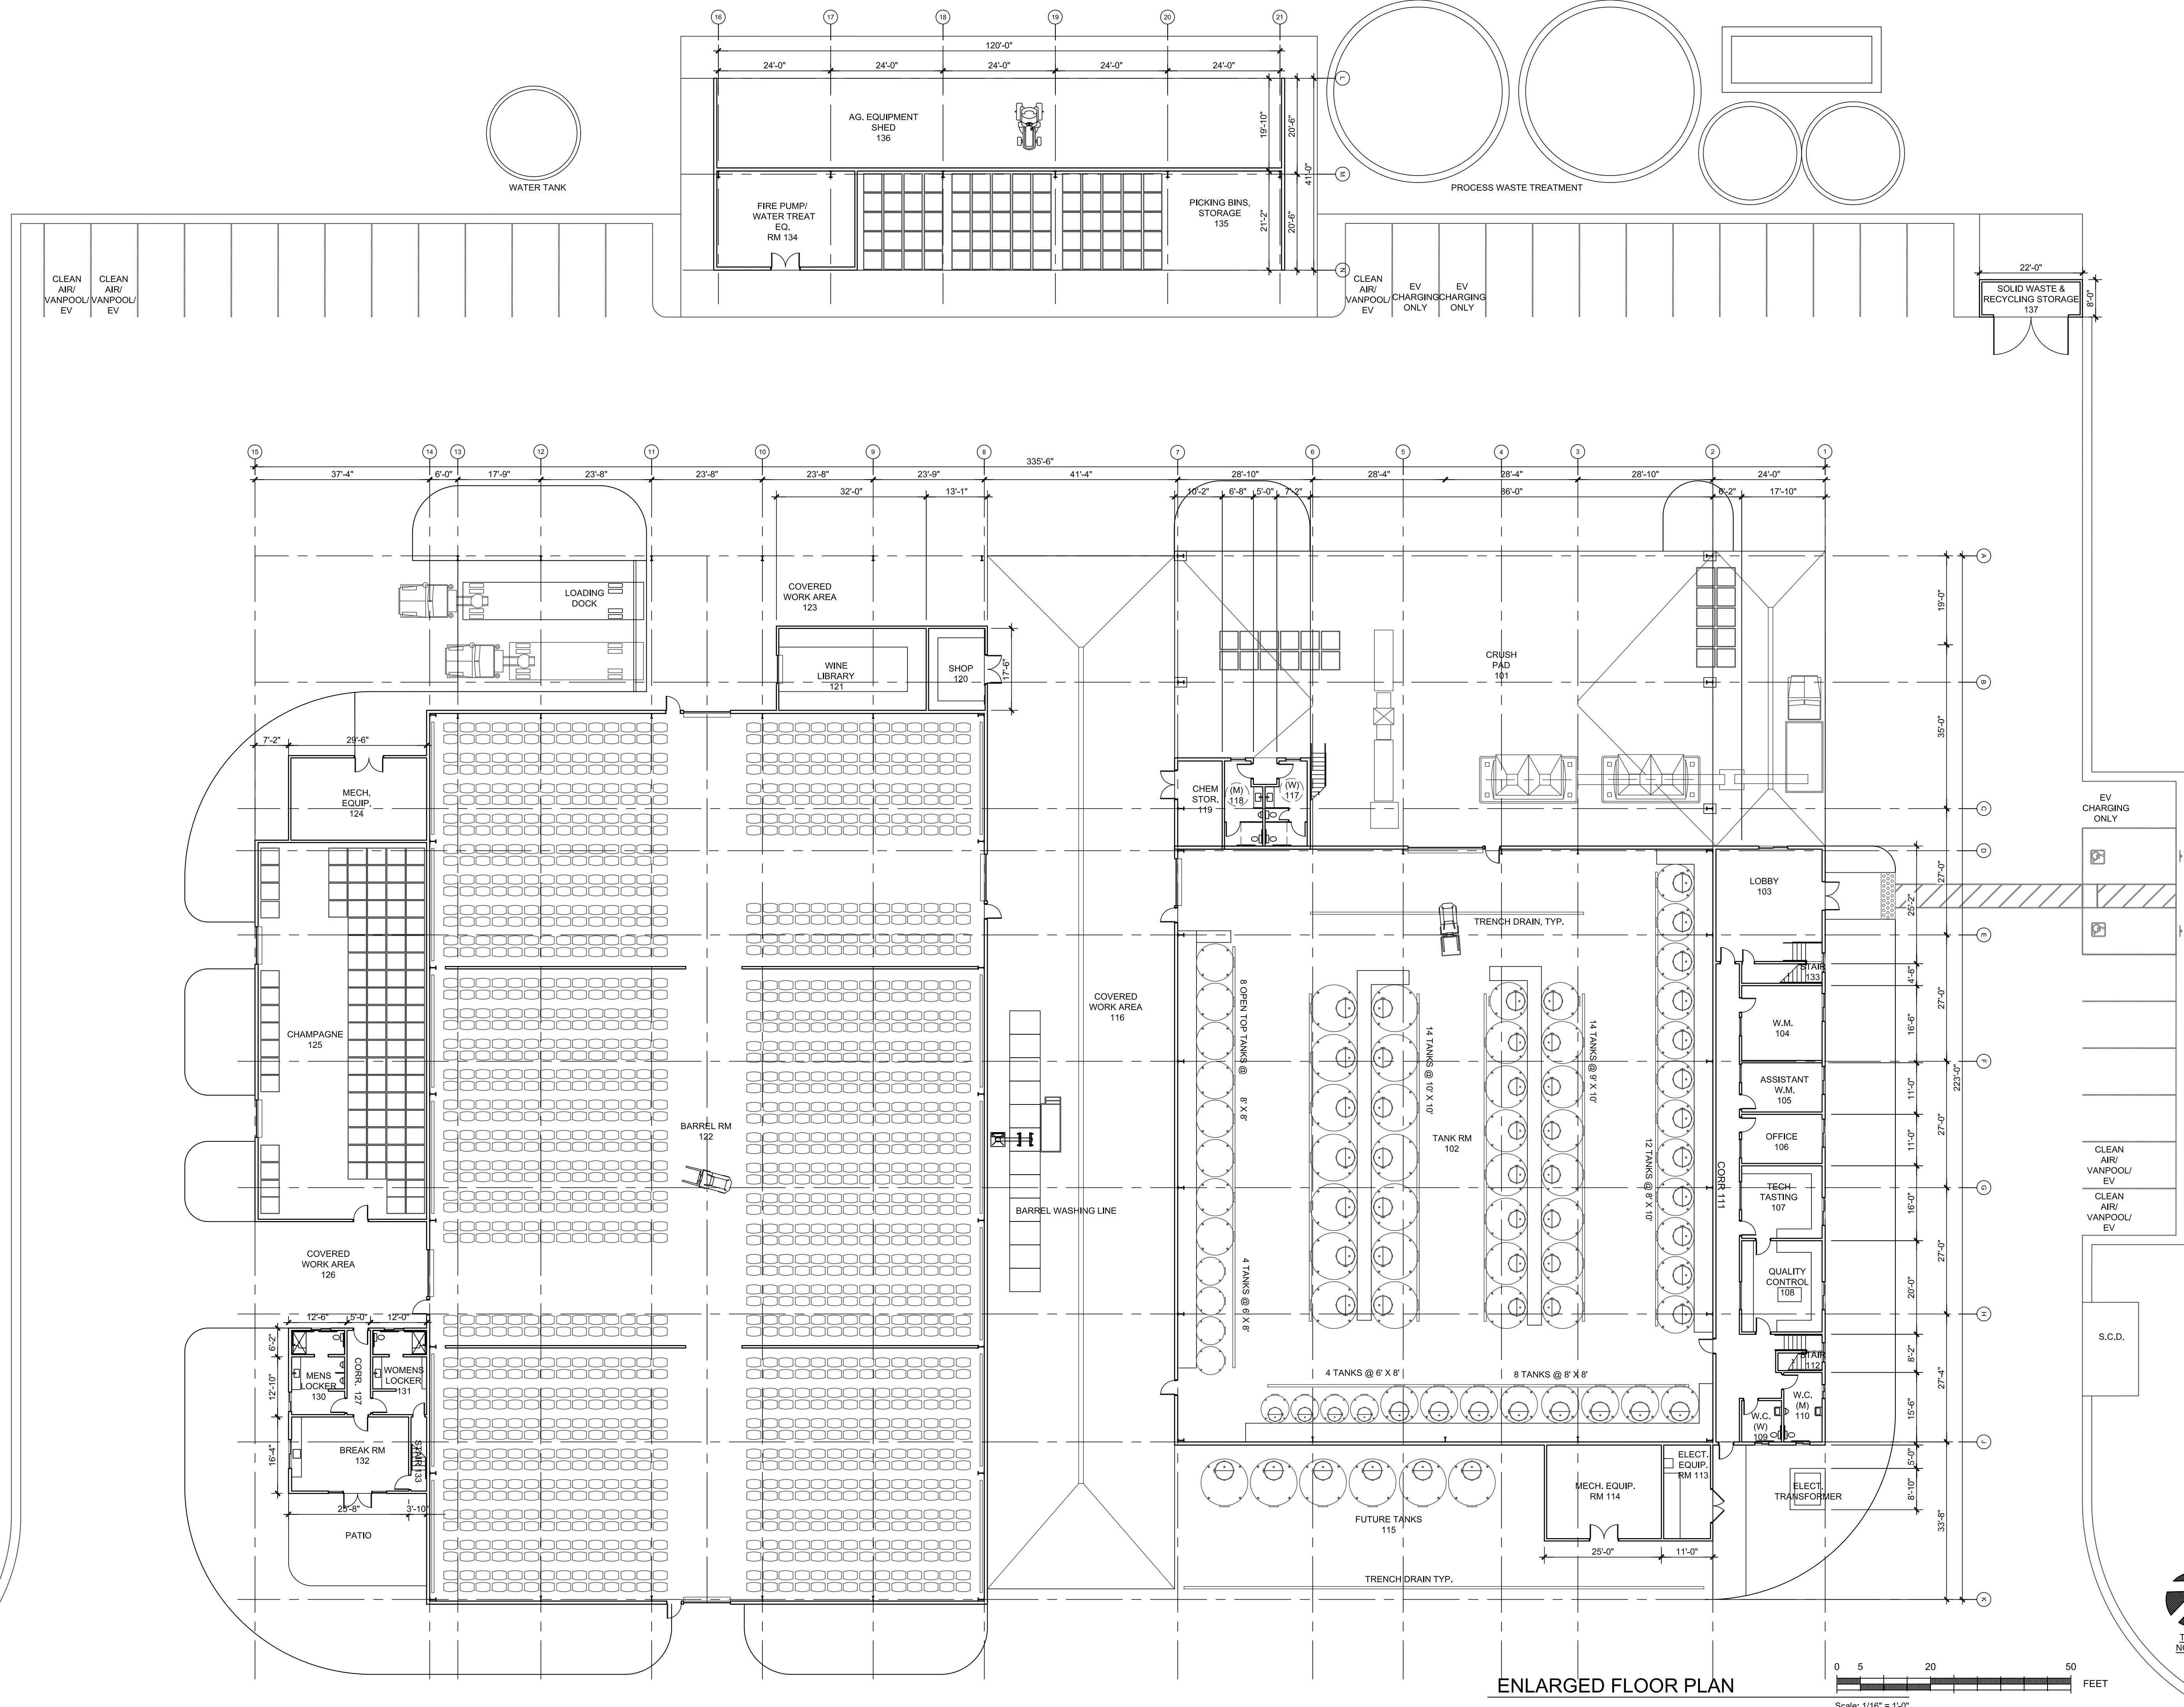 16
17
18
19
20
21
120'-0"
24'-0"
24'-0"
24'-0"
24'-0"
24'-0"
L
M
N
AG. EQUIPMENT
SHED
136
19'-10"
20'-6"
41'-0"
21'-2"
20'-6"
WATER TANK
PROCESS WASTE TREATMENT
FIRE PUMP/
WATER TREAT
EQ.
RM 134
PICKING BINS,
STORAGE
135
CLEAN
AIR/
VANPOOL/
EV
CLEAN
AIR/
VANPOOL/
EV
CLEAN
AIR/
VANPOOL/
EV
EV
CHARGING
ONLY
EV
CHARGING
ONLY
22'-0"
SOLID WASTE &
RECYCLING STORAGE
137
8'-0"
15
14
13
12
11
10
9
8
7
6
5
4
3
2
1
335'-6"
37'-4"
6'-0"
17'-9"
23'-8"
23'-8"
23'-8"
23'-9"
41'-4"
28'-10"
28'-4"
28'-4"
28'-10"
24'-0"
32'-0"
13'-1"
10'-2"
6'-8"
5'-0"
7'-2"
86'-0"
6'-2"
17'-10"
A
B
C
D
E
F
G
H
J
K
LOADING
DOCK
COVERED
WORK AREA
123
WINE
LIBRARY
121
SHOP
120
17'-6"
CRUSH
PAD
101
19'-0"
35'-0"
7'-2"
29'-6"
MECH.
EQUIP.
124
CHEM
STOR.
119
(M)
118
(W)
117
EV
CHARGING
ONLY
LOBBY
103
27'-0"
25'-2"
TRENCH DRAIN, TYP.
STAIR
133
4'-8"
COVERED
WORK AREA
116
8 OPEN TOP TANKS @ 8' X 8'
14 TANKS @ 10' X 10'
14 TANKS @ 9' X 10'
W.M.
104
27'-0"
16'-6"
CHAMPAGNE
125
223'-0"
ASSISTANT
W.M.
105
11'-0"
BARREL RM
122
TANK RM
102
12 TANKS @ 8' X 10'
OFFICE
106
27'-0"
11'-0"
CLEAN
AIR/
VANPOOL/
EV
CLEAN
AIR/
VANPOOL/
EV
CORR 111
TECH
TASTING
107
16'-0"
BARREL WASHING LINE
COVERED
WORK AREA
126
4 TANKS @ 6' X 8'
QUALITY
CONTROL
108
27'-0"
20'-0"
12'-6"
5'-0"
12'-0"
6'-2"
12'-10"
16'-4"
MENS
LOCKER
130
CORR. 127
WOMENS
LOCKER
131
S.C.D.
STAIR
112
8'-2"
27'-4"
4 TANKS @ 6' X 8'
8 TANKS @ 8' X 8'
W.C.
(M)
110
W.C.
(W)
109
15'-6"
BREAK RM
132
STAIR 133
25'-8"
3'-10"
PATIO
ELECT.
EQUIP.
RM 113
MECH. EQUIP.
RM 114
ELECT.
TRANSFORMER
5'-0"
8'-10"
33'-8"
FUTURE TANKS
115
25'-0"
11'-0"
TRENCH DRAIN TYP.
ENLARGED FLOOR PLAN
0
5
20
50
FEET
Scale: 1/16" = 1'-0"